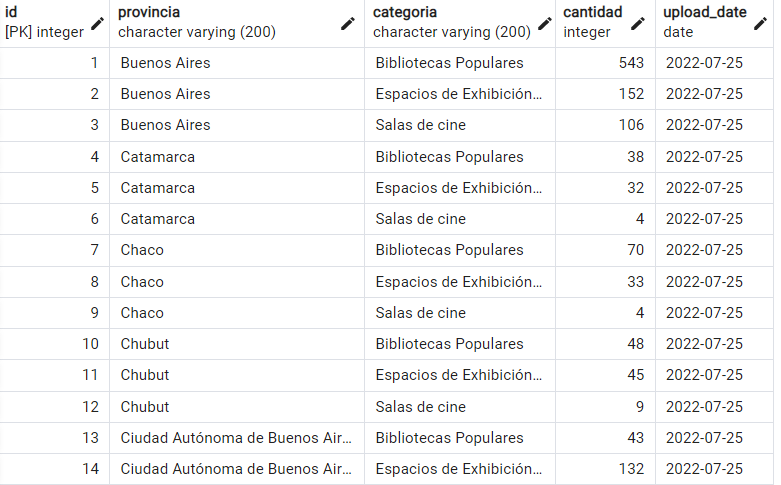 id provincia categoria cantidad upload_date
[PK] integer character varying (200) character varying (200) integer date
1 Buenos Aires Bibliotecas Populares 543 2022-07-25
2 Buenos Aires Espacios de Exhibición... 152 2022-07-25
3 Buenos Aires Salas de cine 106 2022-07-25
4 Catamarca Bibliotecas Populares 38 2022-07-25
5 Catamarca Espacios de Exhibición... 32 2022-07-25
6 Catamarca Salas de cine 4 2022-07-25
7 Chaco Bibliotecas Populares 70 2022-07-25
8 Chaco Espacios de Exhibición... 33 2022-07-25
9 Chaco Salas de cine 4 2022-07-25
10 Chubut Bibliotecas Populares 48 2022-07-25
11 Chubut Espacios de Exhibición... 45 2022-07-25
12 Chubut Salas de cine 9 2022-07-25
13 Ciudad Autónoma de Buenos Air... Bibliotecas Populares 43 2022-07-25
14 Ciudad Autónoma de Buenos Air... Espacios de Exhibición... 132 2022-07-25